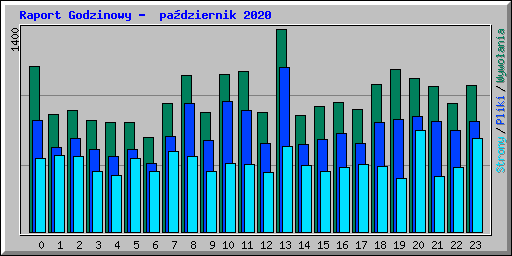 Raport Godzinowy - październik 2020
1400
Strony / Pliki / Wywolania
0 1 2 3 4 5 6 7 8 9 10 11 12 13 14 15 16 17 18 19 20 21 22 23